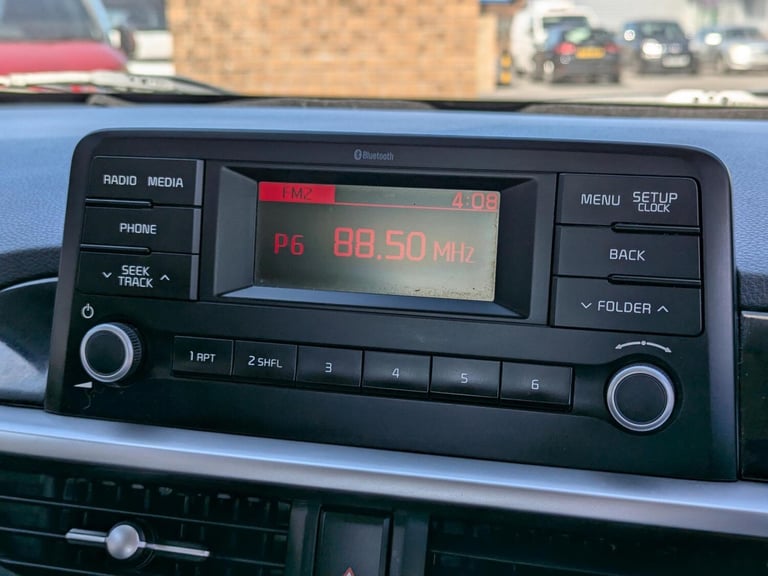 Bluetooth
RADIO MEDIA
PHONE
SEEK
TRACK
FM2 4:08
P6 88.50 MHz
MENU SETUP
CLOCK
BACK
FOLDER
1 RPT 2 SHFL 3 4 5 6